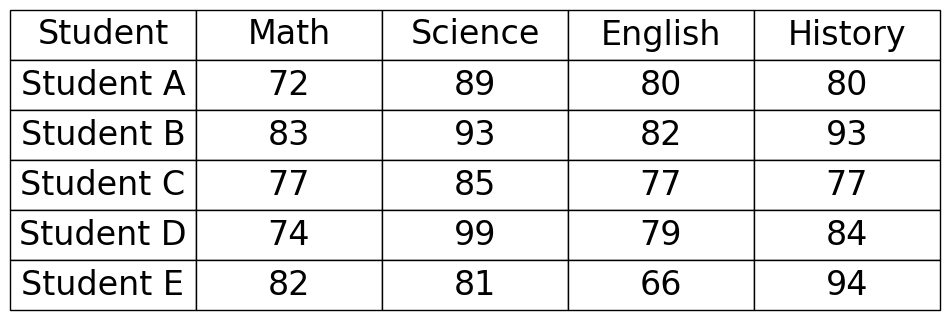 Student Math Science English History
Student A 72 89 80 80
Student B 83 93 82 93
Student C 77 85 77 77
Student D 74 99 79 84
Student E 82 81 66 94